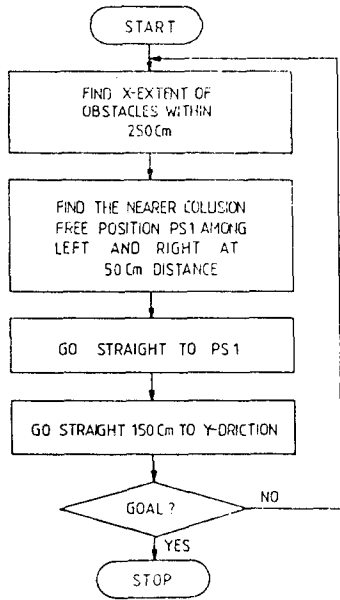 START
FIND X-EXTENT OF
OBSTACLES WITHIN
250Cm
FIND THE NEARER COLUSION
FREE POSITION PS1 AMONG
LEFT AND RIGHT AT
50Cm DISTANCE
GO STRAIGHT TO PS1
GO STRAIGHT 150Cm TO Y-DRICTION
GOAL?
NO
YES
STOP